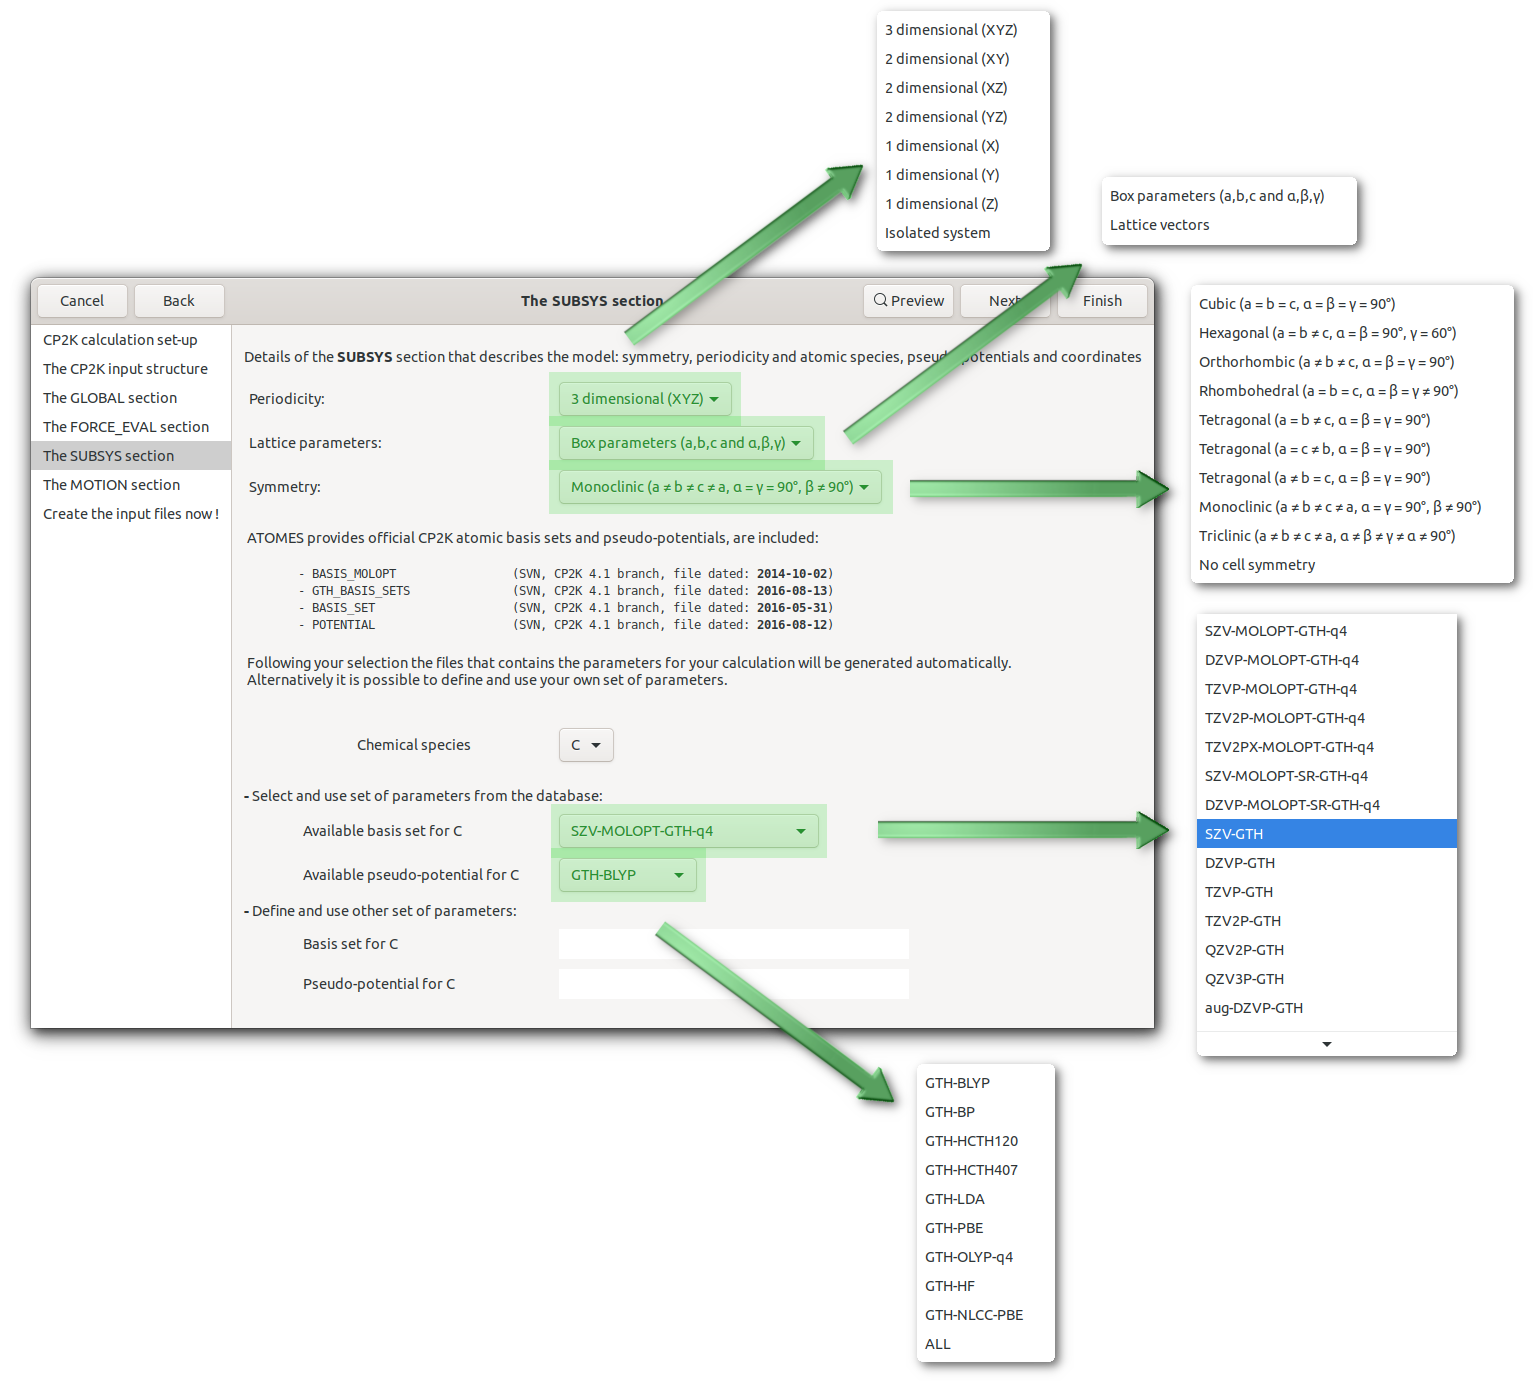 3 dimensional (XYZ)
2 dimensional (XY)
2 dimensional (XZ)
2 dimensional (YZ)
1 dimensional (X)
1 dimensional (Y)
1 dimensional (Z)
Isolated system
Box parameters (a,b,c and α,β,γ)
Lattice vectors
Cancel
Back
The SUBSYS section
Preview
Next
Finish
CP2K calculation set-up
The CP2K input structure
The GLOBAL section
The FORCE_EVAL section
The SUBSYS section
The MOTION section
Create the input files now!
Details of the SUBSYS section that describes the model: symmetry, periodicity and atomic species, pseudo-potentials and coordinates
Periodicity:
3 dimensional (XYZ)
Lattice parameters:
Box parameters (a,b,c and α,β,γ)
Symmetry:
Monoclinic (a ≠ b ≠ c ≠ a, α = γ = 90°, β ≠ 90°)
Cubic (a = b = c, α = β = γ = 90°)
Hexagonal (a = b ≠ c, α = β = 90°, γ = 60°)
Orthorhombic (a ≠ b ≠ c, α = β = γ = 90°)
Rhombohedral (a = b = c, α = β = γ ≠ 90°)
Tetragonal (a = b ≠ c, α = β = γ = 90°)
Tetragonal (a = c ≠ b, α = β = γ = 90°)
Tetragonal (a ≠ b = c, α = β = γ = 90°)
Monoclinic (a ≠ b ≠ c ≠ a, α = γ = 90°, β ≠ 90°)
Triclinic (a ≠ b ≠ c ≠ a, α ≠ β ≠ γ ≠ α ≠ 90°)
No cell symmetry
ATOMES provides official CP2K atomic basis sets and pseudo-potentials, are included:
- BASIS_MOLOPT (SVN, CP2K 4.1 branch, file dated: 2014-10-02)
- GTH_BASIS_SETS (SVN, CP2K 4.1 branch, file dated: 2016-08-13)
- BASIS_SET (SVN, CP2K 4.1 branch, file dated: 2016-05-31)
- POTENTIAL (SVN, CP2K 4.1 branch, file dated: 2016-08-12)
Following your selection the files that contains the parameters for your calculation will be generated automatically.
Alternatively it is possible to define and use your own set of parameters.
Chemical species
C
- Select and use set of parameters from the database:
Available basis set for C
SZV-MOLOPT-GTH-q4
Available pseudo-potential for C
GTH-BLYP
- Define and use other set of parameters:
Basis set for C
Pseudo-potential for C
SZV-MOLOPT-GTH-q4
DZVP-MOLOPT-GTH-q4
TZVP-MOLOPT-GTH-q4
TZV2P-MOLOPT-GTH-q4
TZV2PX-MOLOPT-GTH-q4
SZV-MOLOPT-SR-GTH-q4
DZVP-MOLOPT-SR-GTH-q4
SZV-GTH
DZVP-GTH
TZVP-GTH
TZV2P-GTH
QZV2P-GTH
QZV3P-GTH
aug-DZVP-GTH
GTH-BLYP
GTH-BP
GTH-HCTH120
GTH-HCTH407
GTH-LDA
GTH-PBE
GTH-OLYP-q4
GTH-HF
GTH-NLCC-PBE
ALL